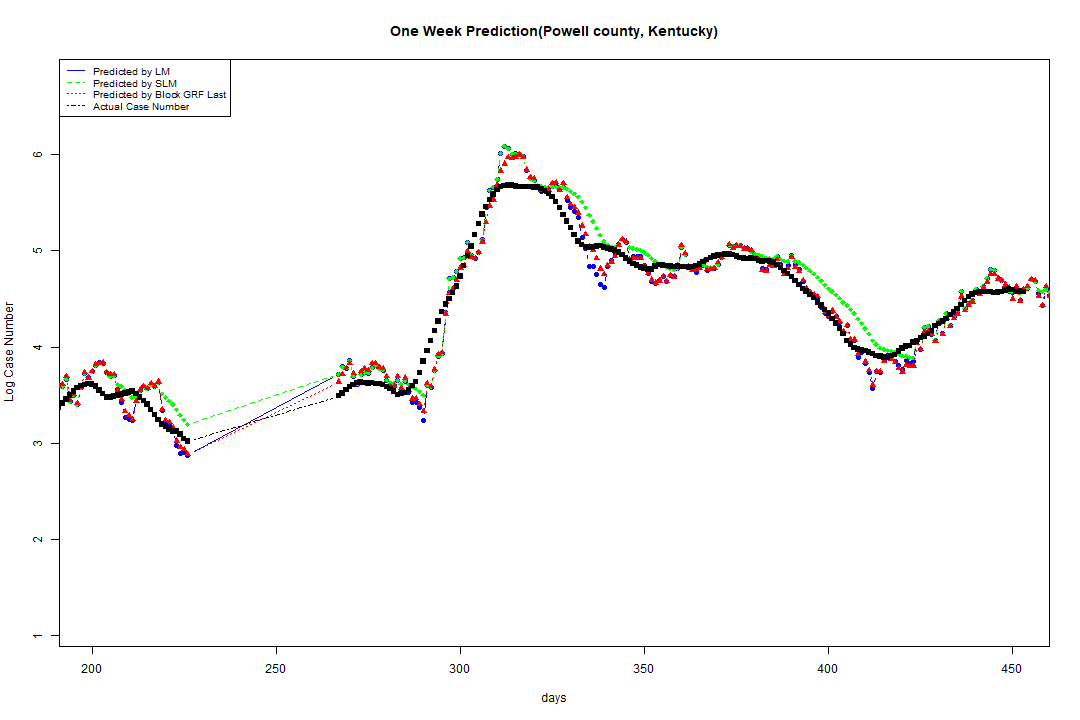 One Week Prediction(Powell county, Kentucky)
Predicted by LM
Predicted by SLM
Predicted by Block GRF Last
Actual Case Number
Log Case Number
6
5
4
3
2
1
200 250 300 350 400 450
days